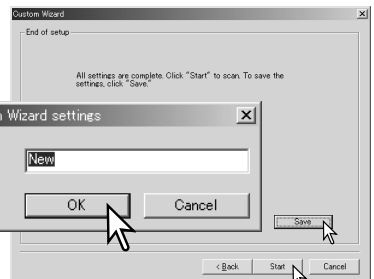 Custom Wizard
End of setup
All settings are complete. Click "Start" to scan. To save the
settings, click "Save."
Wizard settings
New
OK Cancel
Save
< Back Start Cancel